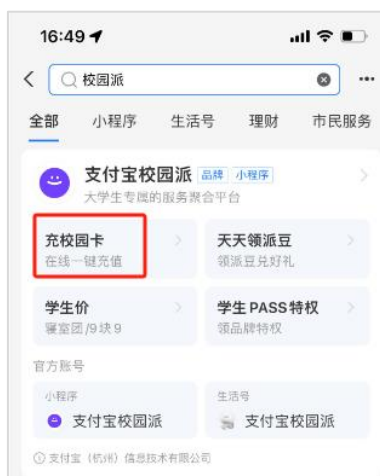 16:49
校园派
全部 小程序 生活号 理财 市民服务
支付宝校园派 品牌 小程序
大学生专属的服务聚合平台
充校园卡 天天领派豆
在线一键充值 领派豆兑好礼
学生价 学生PASS特权
寝室团/9块9 领品牌特权
官方账号
小程序 生活号
支付宝校园派 支付宝校园派
支付宝（杭州）信息技术有限公司